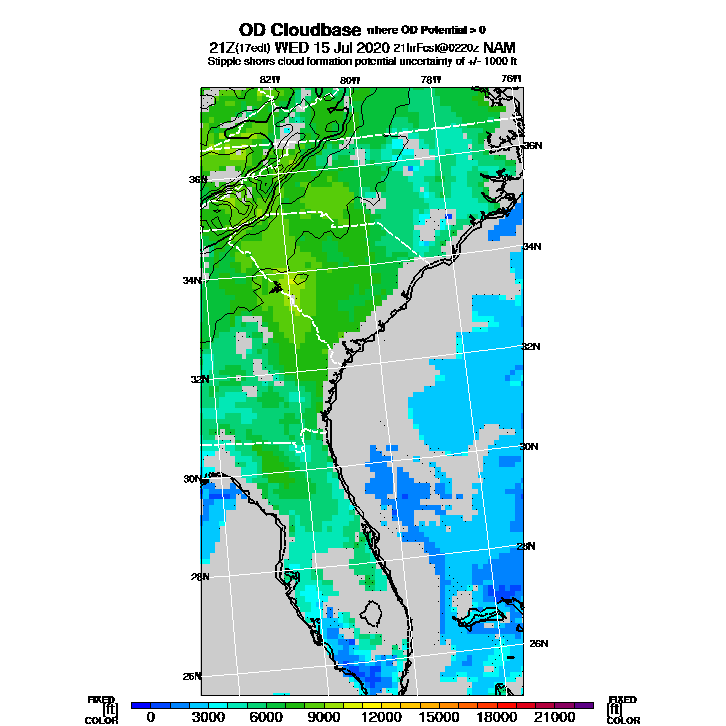 OD Cloudbase where OD Potential > 0
21Z(17edt) WED 15 Jul 2020 21hrFcst@0220z NAM
Stipple shows cloud formation potential uncertainty of +/- 1000 ft
82W 80W 78W 76W
36N
36N
34N
34N
32N
32N
30N
30N
28N
28N
26N
26N
FIXED FIXED
[ft] [ft]
COLOR COLOR
0 3000 6000 9000 12000 15000 18000 21000